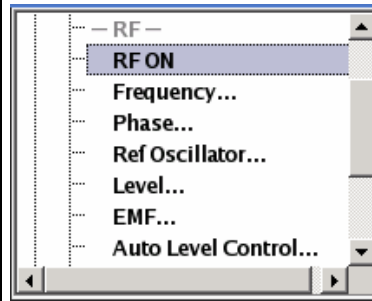 — RF —
RF ON
Frequency...
Phase...
Ref Oscillator...
Level...
EMF...
Auto Level Control...